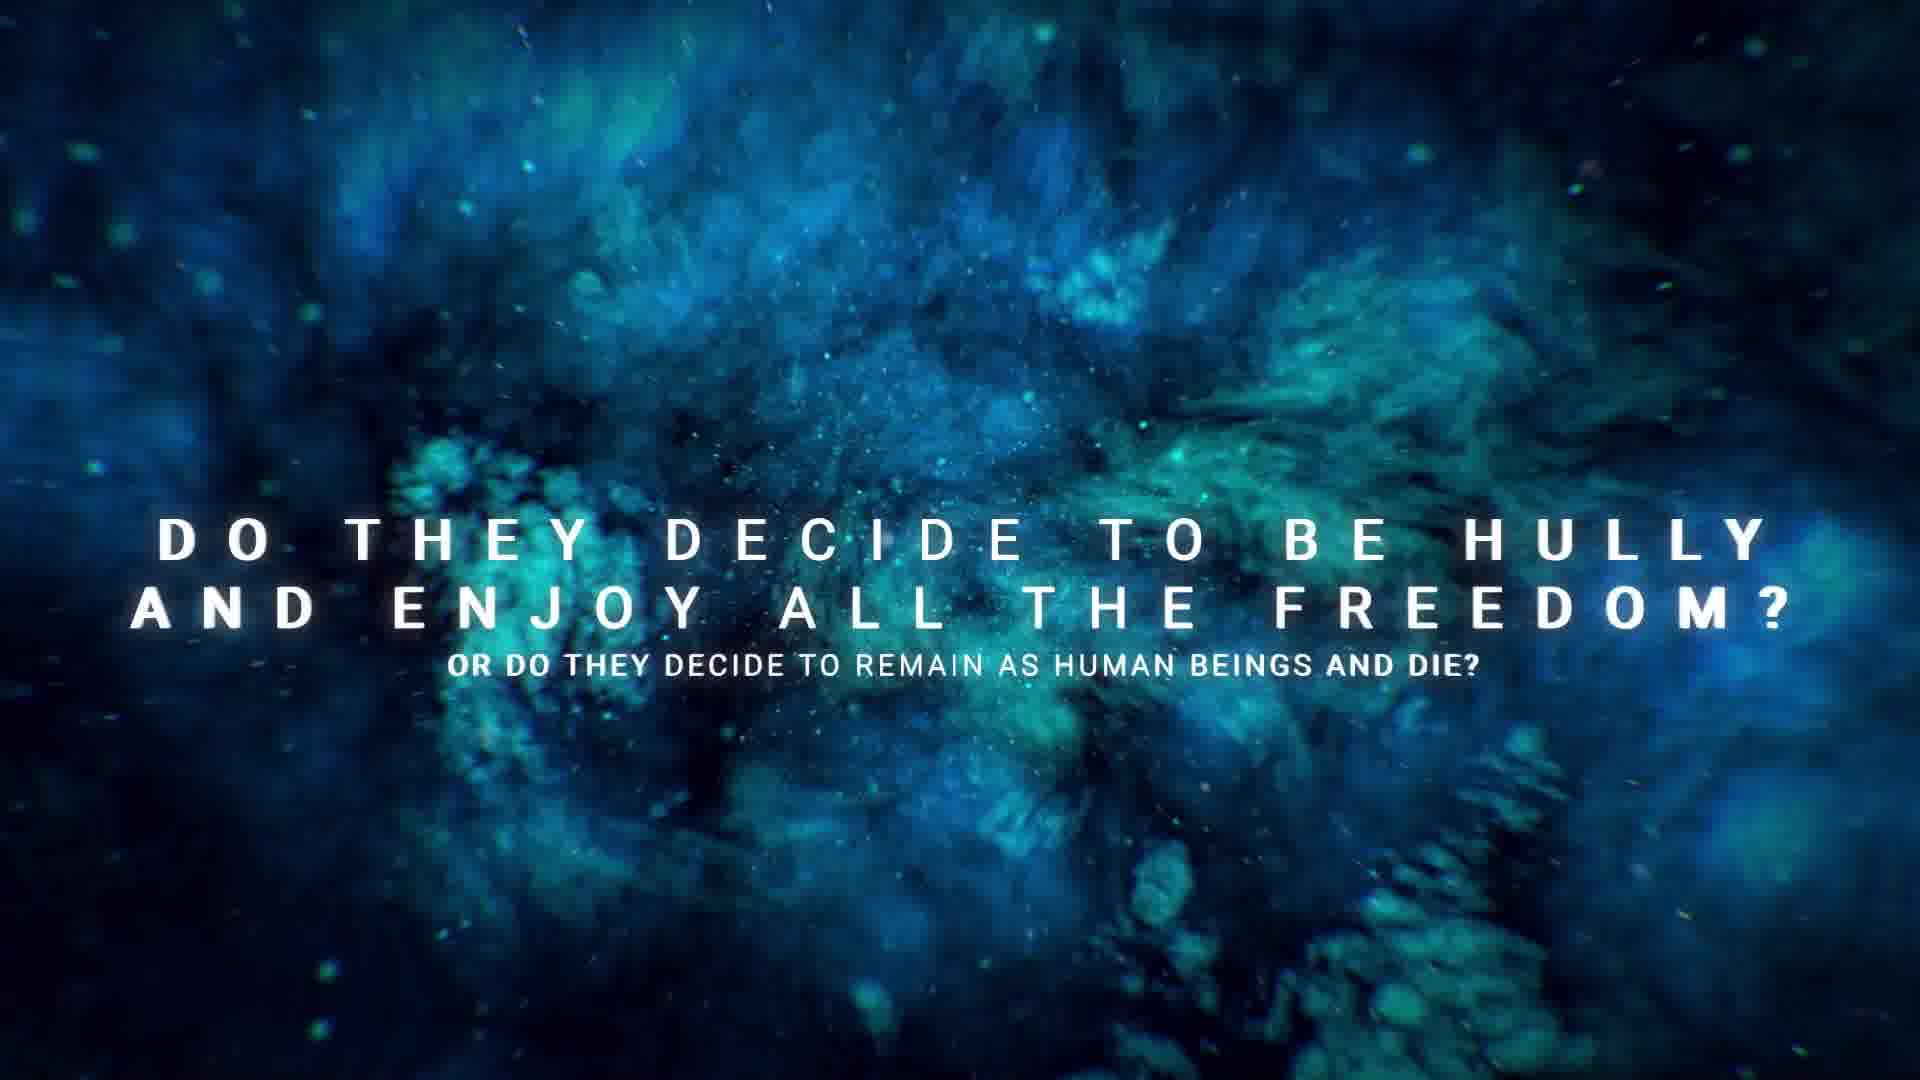 DO THEY DECIDE TO BE HULLY
AND ENJOY ALL THE FREEDOM?
OR DO THEY DECIDE TO REMAIN AS HUMAN BEINGS AND DIE?